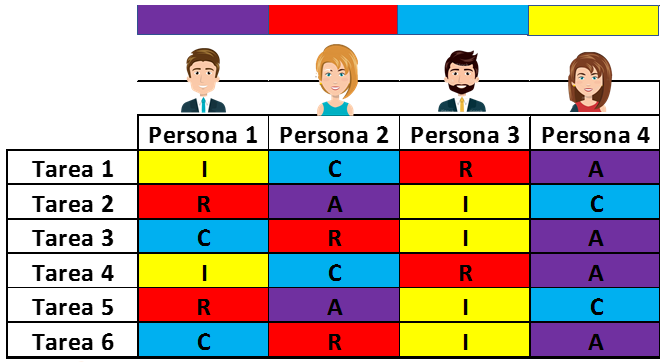 Persona 1 Persona 2 Persona 3 Persona 4
Tarea 1 I C R A
Tarea 2 R A I C
Tarea 3 C R I A
Tarea 4 I C R A
Tarea 5 R A I C
Tarea 6 C R I A